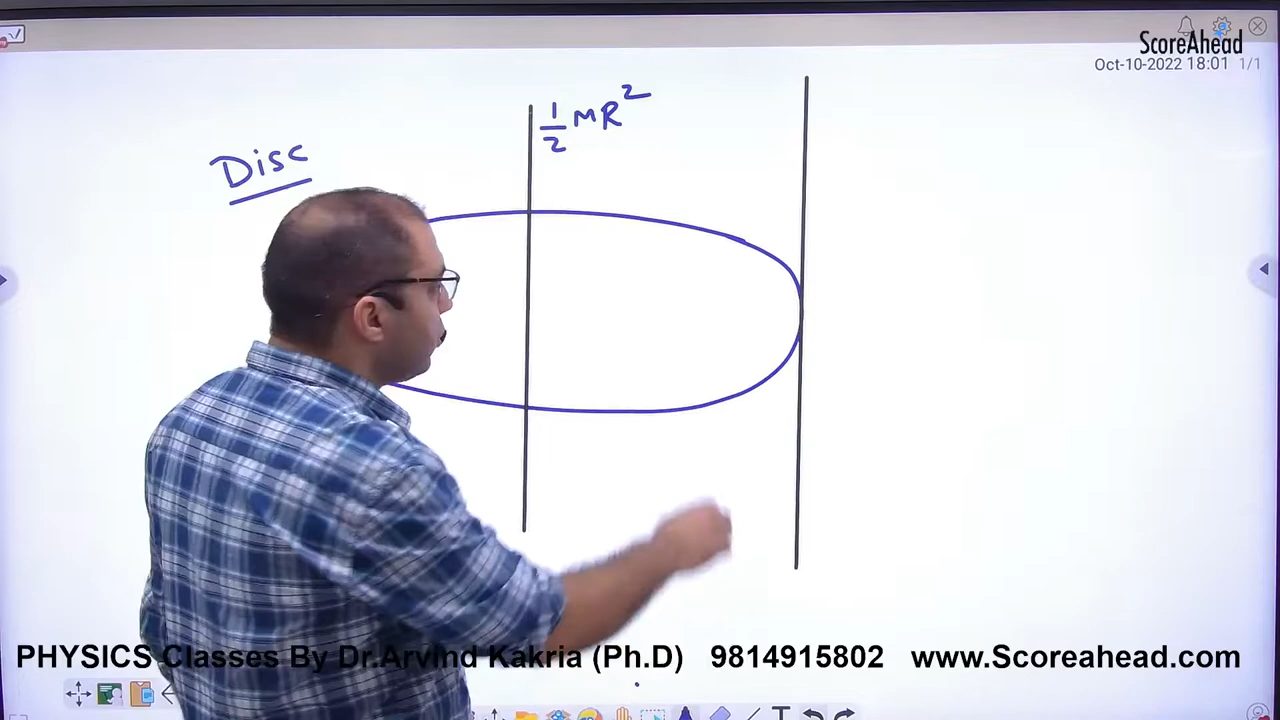 ScoreAhead
Oct-10-2022 18:01 1/1
1/2 MR²
Disc
PHYSICS Classes By Dr.Arvind Kakria (Ph.D) 9814915802 www.Scoreahead.com
T